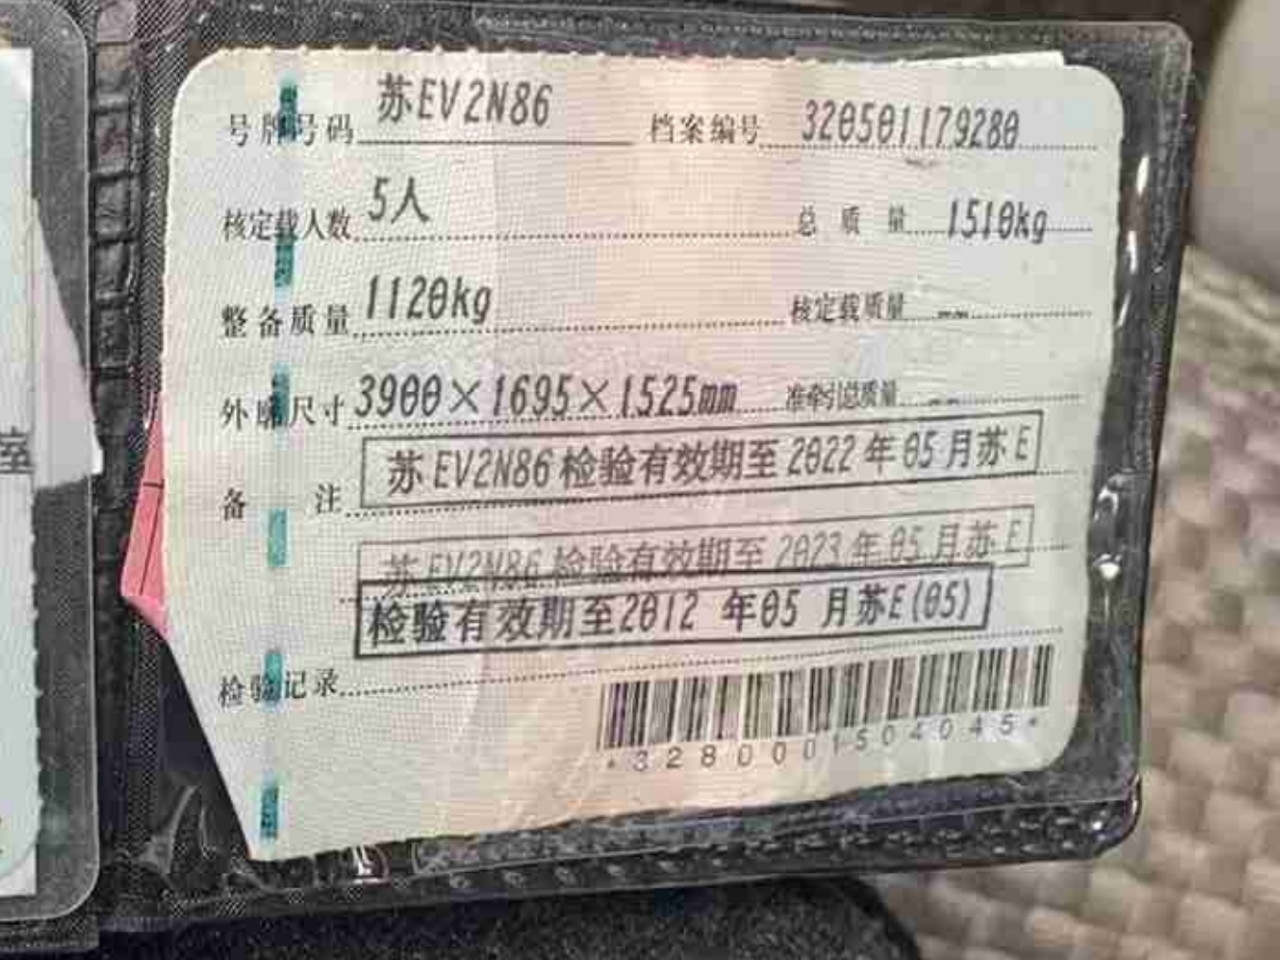 号牌号码 苏EV2N86 档案编号 320501179280
核定载人数 5人 总质量 1510kg
整备质量 1120kg 核定载质量 --
外廓尺寸 3900×1695×1525mm 准牵引总质量 --
苏EV2N86检验有效期至2022年05月苏E
备注
苏EV2N86检验有效期至2023年05月苏E
检验有效期至2012 年05 月苏E(05)
检验记录
*3280001504045*
室